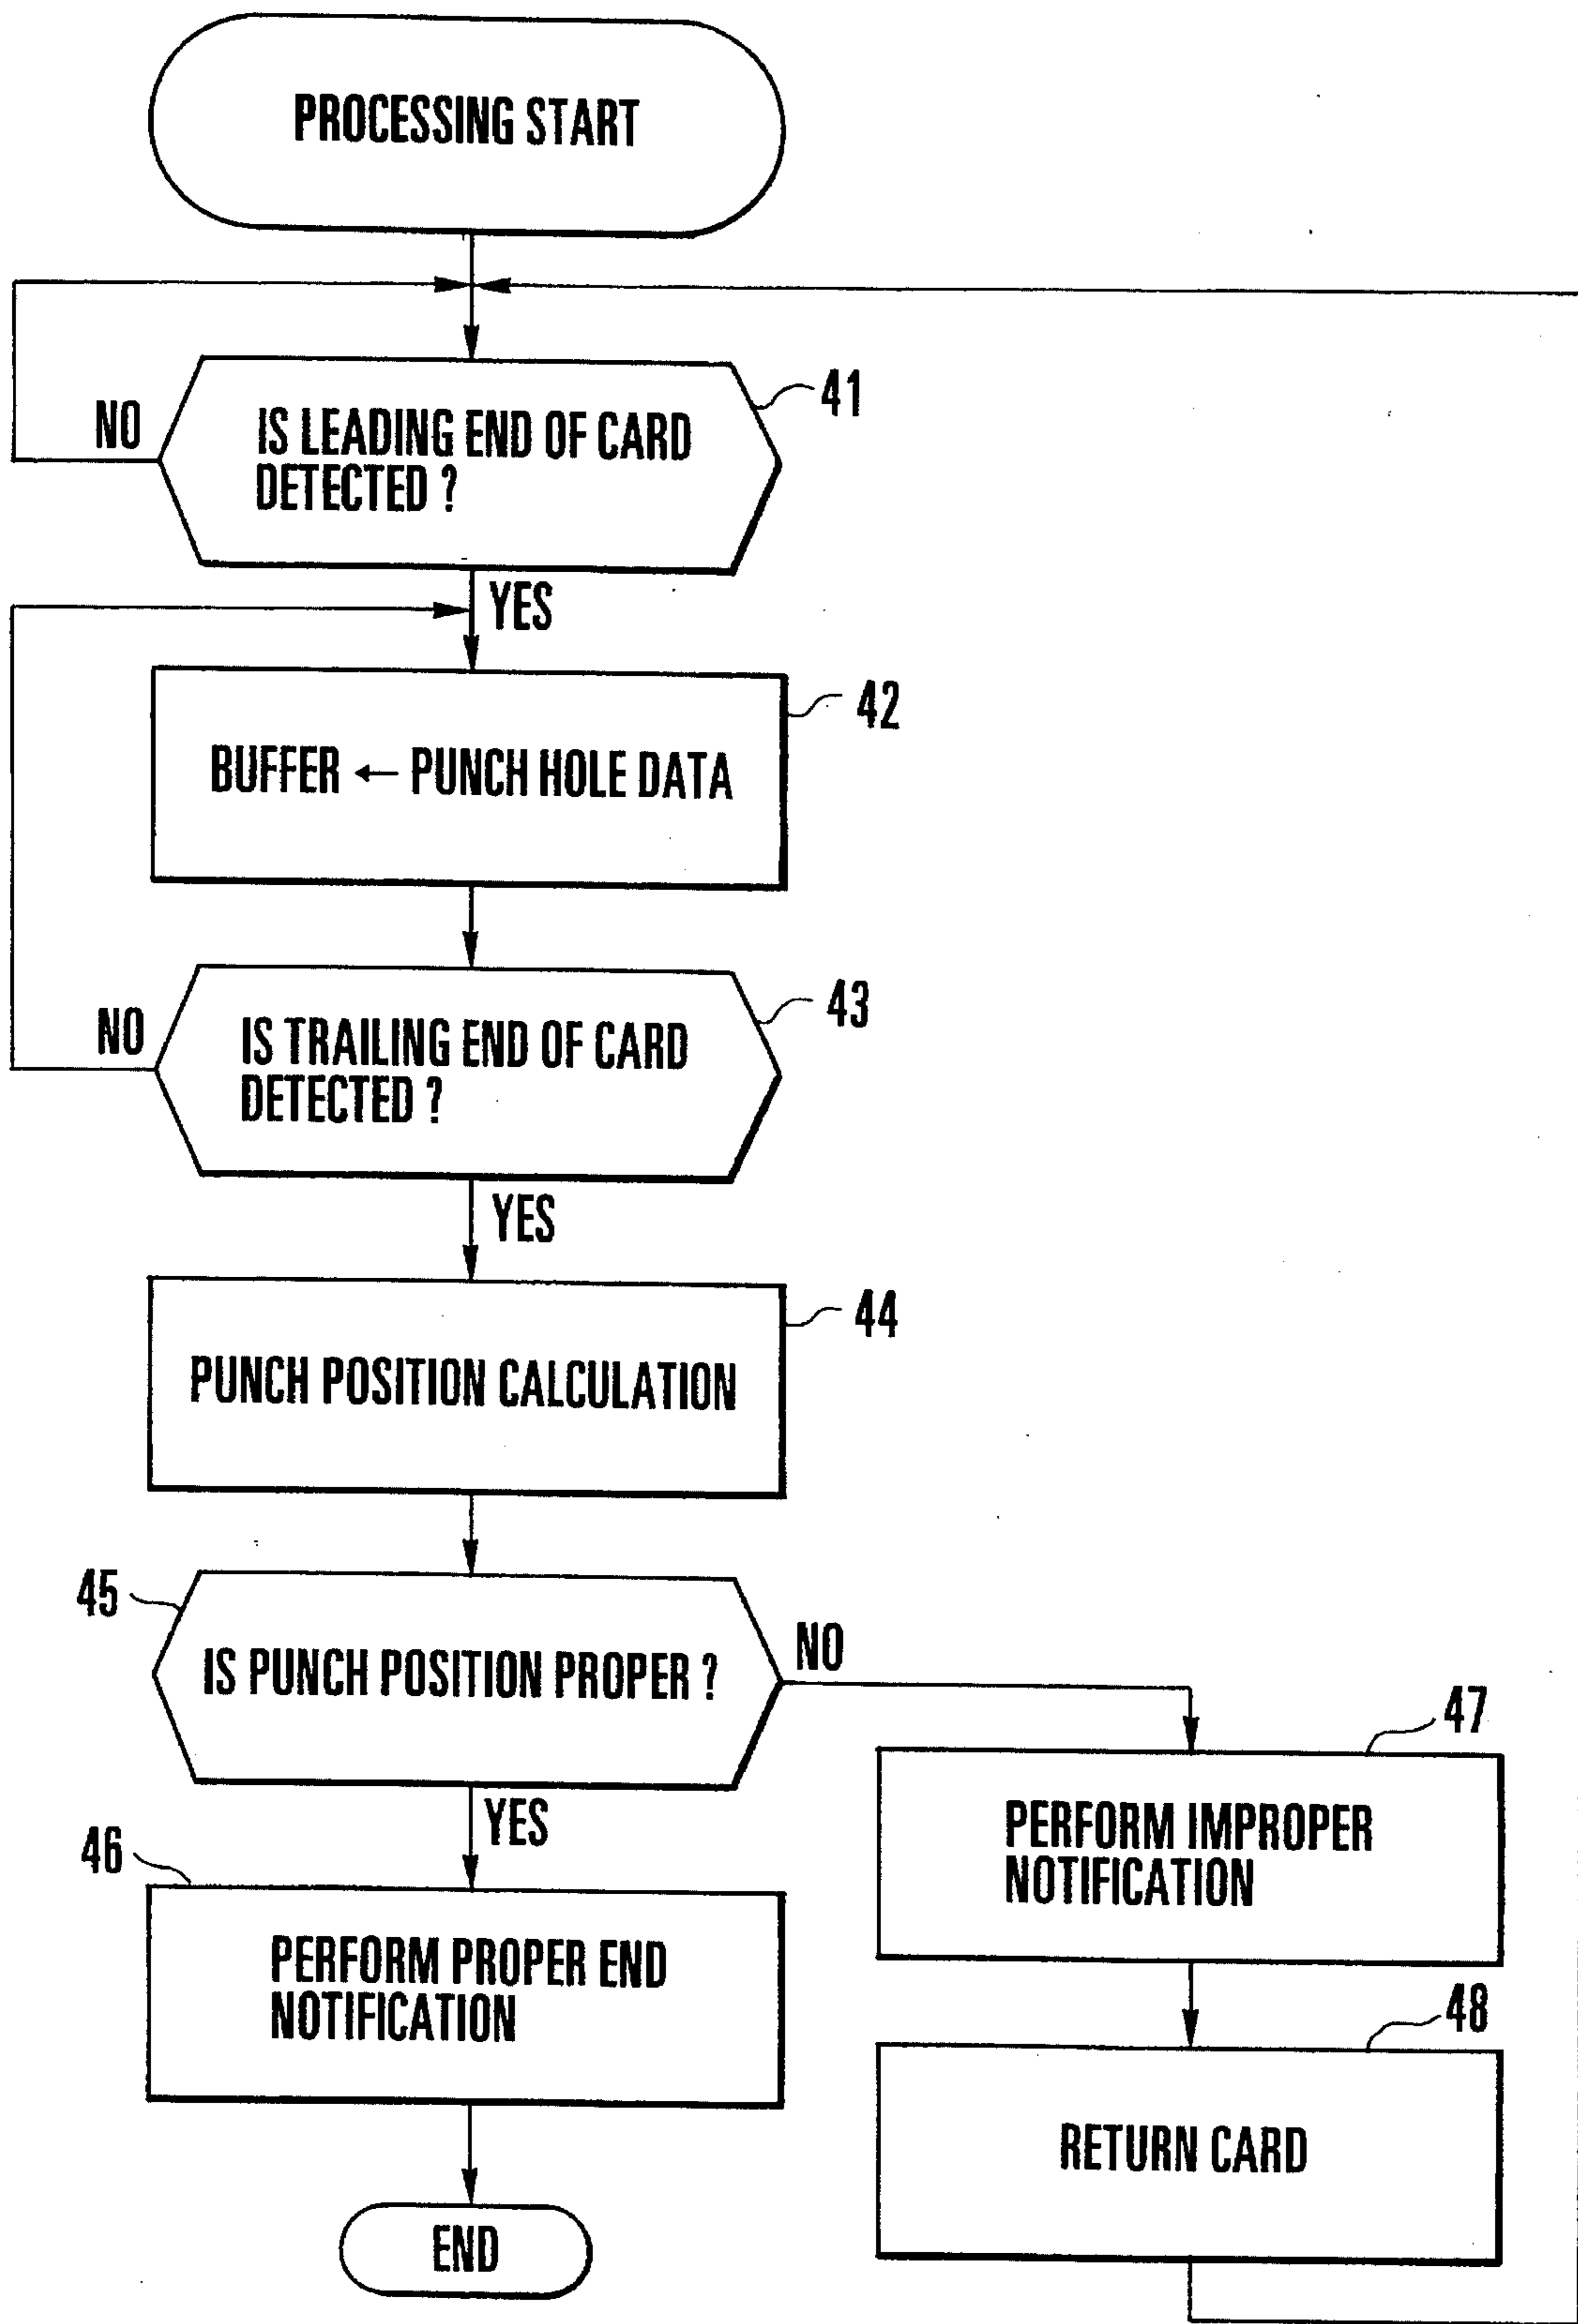 PROCESSING START
41
NO
IS LEADING END OF CARD
DETECTED ?
YES
42
BUFFER ← PUNCH HOLE DATA
43
NO
IS TRAILING END OF CARD
DETECTED ?
YES
44
PUNCH POSITION CALCULATION
45
NO
IS PUNCH POSITION PROPER ?
47
YES
PERFORM IMPROPER
NOTIFICATION
46
PERFORM PROPER END
NOTIFICATION
48
RETURN CARD
END